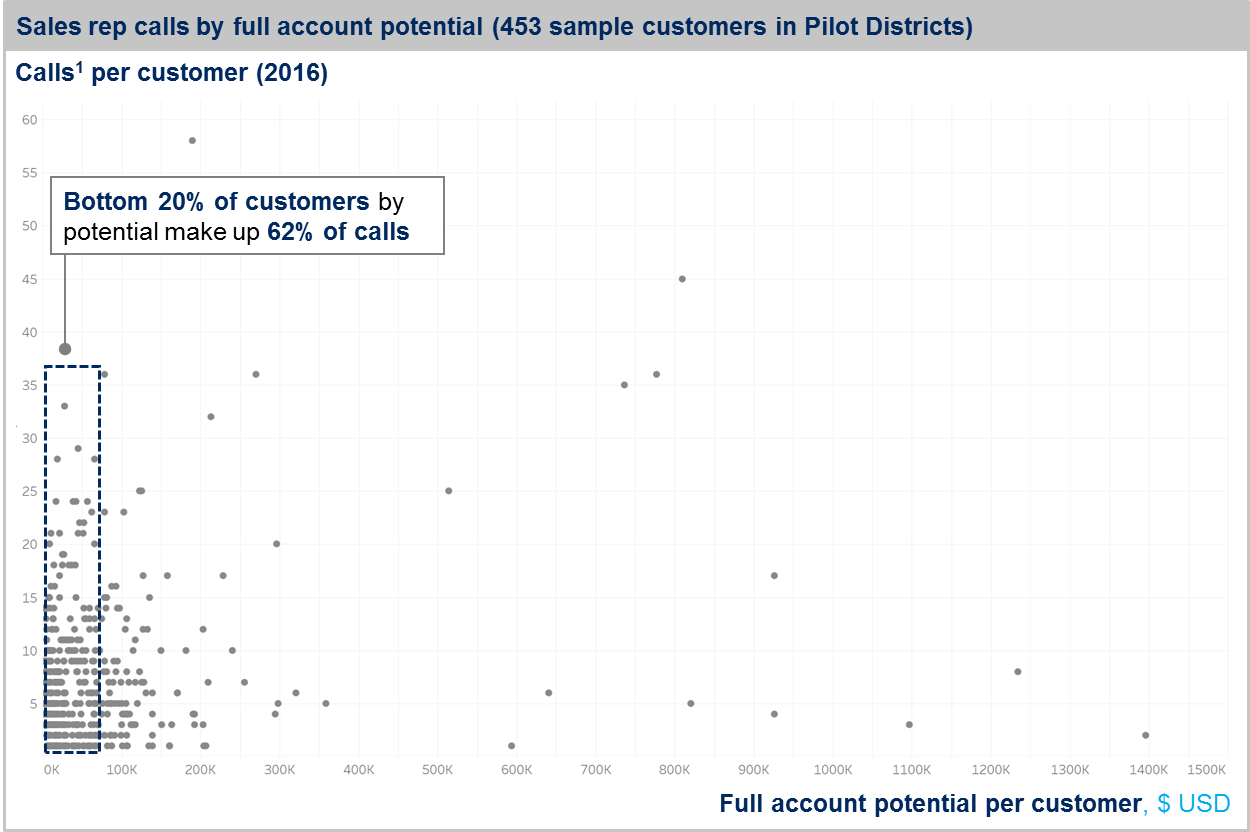 Sales rep calls by full account potential (453 sample customers in Pilot Districts)
Calls¹ per customer (2016)
60
55
Bottom 20% of customers by
potential make up 62% of calls
50
45
40
35
30
25
20
15
10
5
0K 100K 200K 300K 400K 500K 600K 700K 800K 900K 1000K 1100K 1200K 1300K 1400K 1500K
Full account potential per customer, $ USD